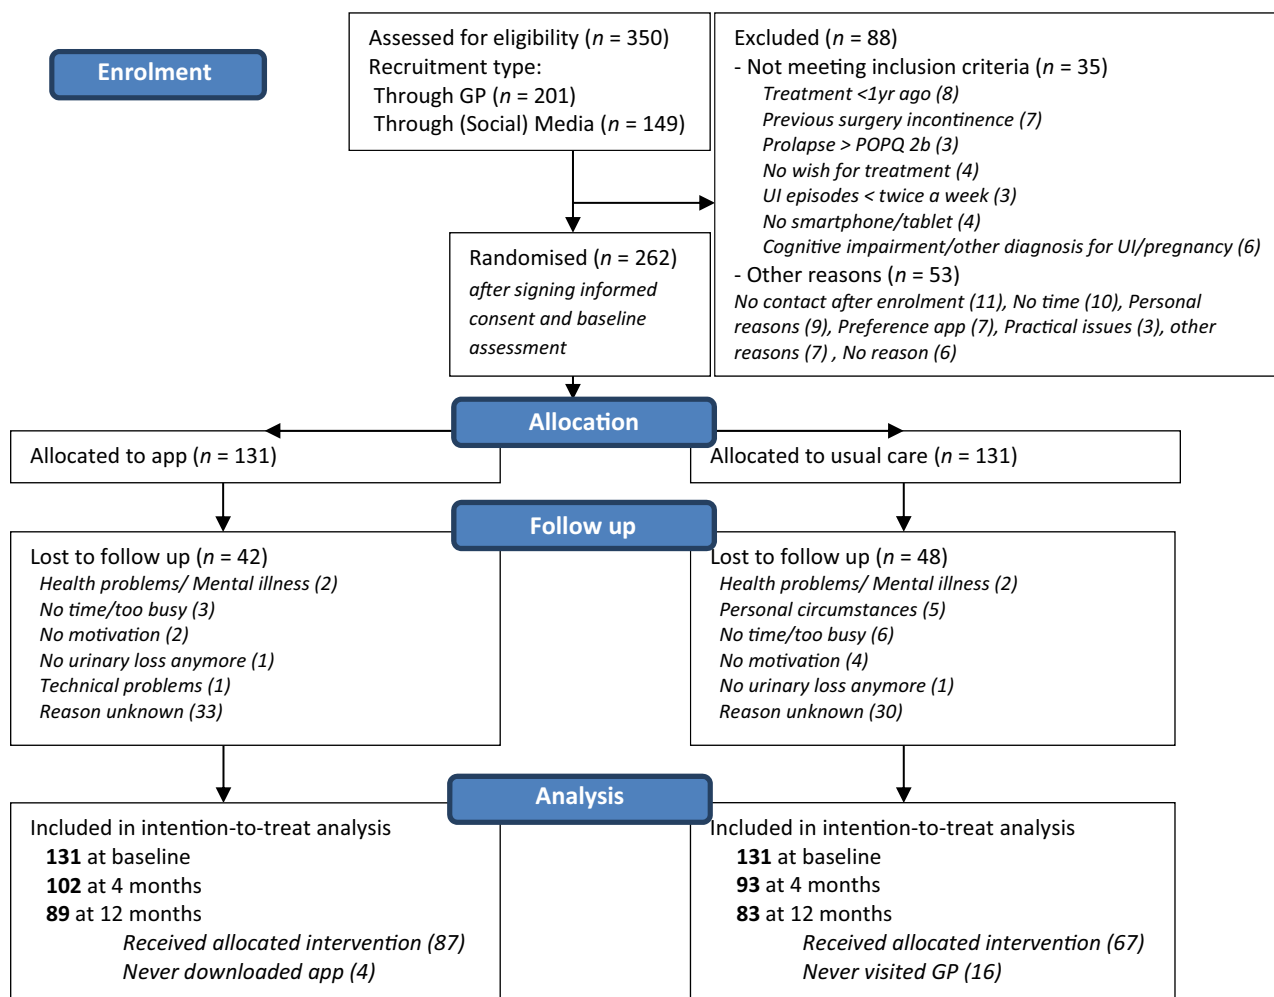 Enrolment
Assessed for eligibility (n = 350)
Recruitment type:
Through GP (n = 201)
Through (Social) Media (n = 149)
Excluded (n = 88)
- Not meeting inclusion criteria (n = 35)
Treatment <1yr ago (8)
Previous surgery incontinence (7)
Prolapse > POPQ 2b (3)
No wish for treatment (4)
UI episodes < twice a week (3)
No smartphone/tablet (4)
Cognitive impairment/other diagnosis for UI/pregnancy (6)
- Other reasons (n = 53)
No contact after enrolment (11), No time (10), Personal
reasons (9), Preference app (7), Practical issues (3), other
reasons (7) , No reason (6)
Randomised (n = 262)
after signing informed
consent and baseline
assessment
Allocation
Allocated to app (n = 131)
Allocated to usual care (n = 131)
Follow up
Lost to follow up (n = 42)
Health problems/ Mental illness (2)
No time/too busy (3)
No motivation (2)
No urinary loss anymore (1)
Technical problems (1)
Reason unknown (33)
Lost to follow up (n = 48)
Health problems/ Mental illness (2)
Personal circumstances (5)
No time/too busy (6)
No motivation (4)
No urinary loss anymore (1)
Reason unknown (30)
Analysis
Included in intention-to-treat analysis
131 at baseline
102 at 4 months
89 at 12 months
Received allocated intervention (87)
Never downloaded app (4)
Included in intention-to-treat analysis
131 at baseline
93 at 4 months
83 at 12 months
Received allocated intervention (67)
Never visited GP (16)